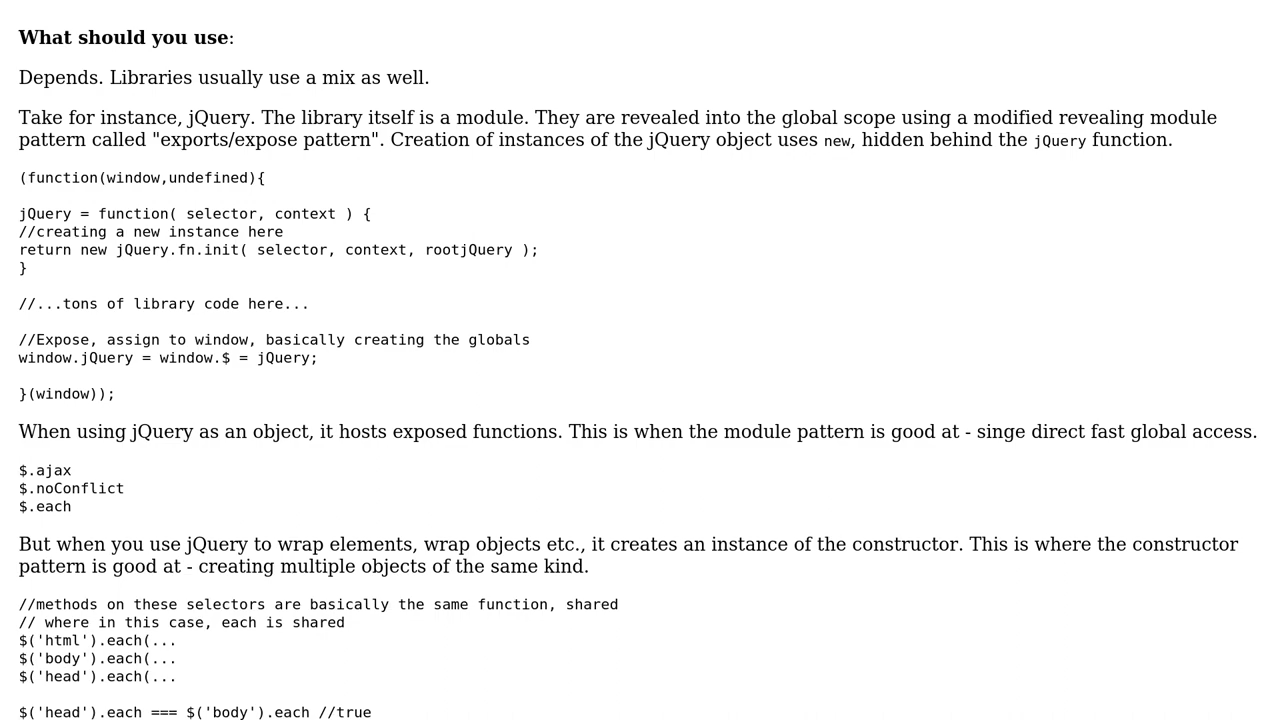 What should you use:
Depends. Libraries usually use a mix as well.
Take for instance, jQuery. The library itself is a module. They are revealed into the global scope using a modified revealing module
pattern called "exports/expose pattern". Creation of instances of the jQuery object uses new, hidden behind the jQuery function.
(function(window,undefined){
jQuery = function( selector, context ) {
//creating a new instance here
return new jQuery.fn.init( selector, context, rootjQuery );
}
//...tons of library code here...
//Expose, assign to window, basically creating the globals
window.jQuery = window.$ = jQuery;
}(window));
When using jQuery as an object, it hosts exposed functions. This is when the module pattern is good at - singe direct fast global access.
$.ajax
$.noConflict
$.each
But when you use jQuery to wrap elements, wrap objects etc., it creates an instance of the constructor. This is where the constructor
pattern is good at - creating multiple objects of the same kind.
//methods on these selectors are basically the same function, shared
// where in this case, each is shared
$('html').each(...
$('body').each(...
$('head').each(...
$('head').each === $('body').each //true